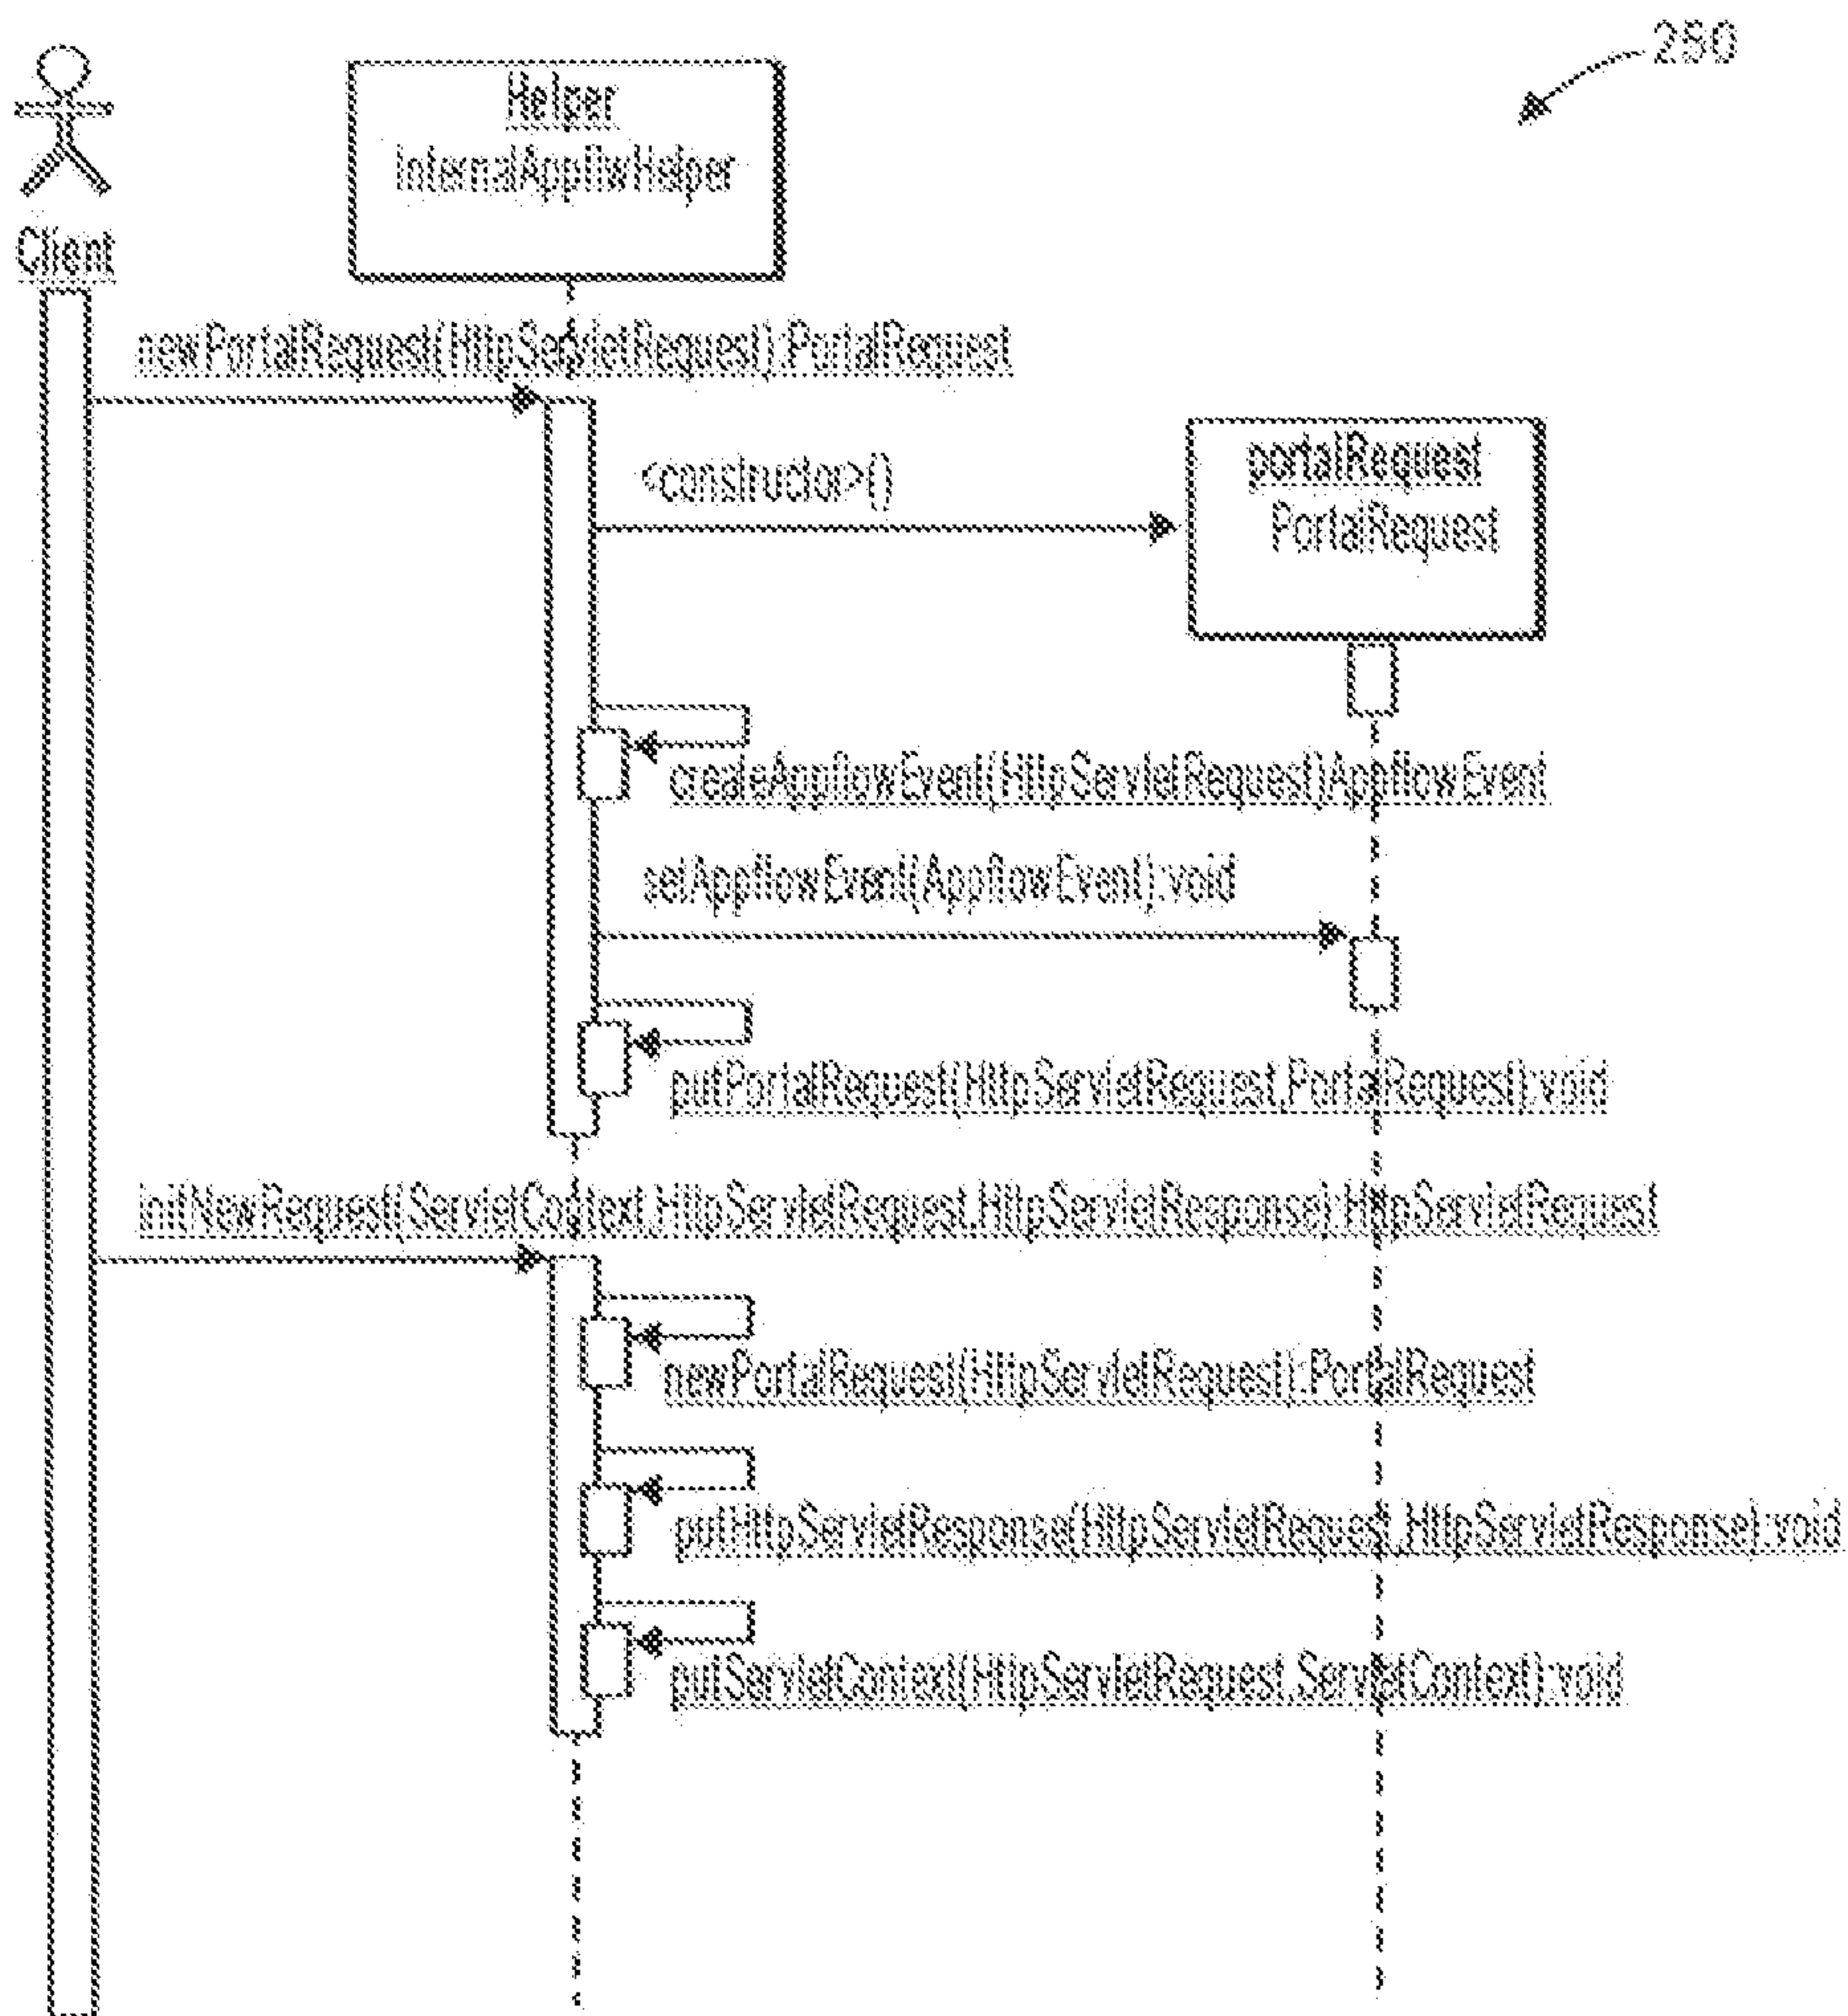 250
Helper
InternalAppflwHelper
Client
newPortalRequest(HttpServletRequest):PortalRequest
<constructor>()
portalRequest
PortalRequest
createAppflowEvent(HttpServletRequest)AppflowEvent
setAppflowEvent(AppflowEvent):void
putPortalRequest(HttpServletRequest,PortalRequest):void
initNewRequest(ServletContext,HttpServletRequest,HttpServletResponse):HttpServletRequest
newPortalRequest(HttpServletRequest):PortalRequest
putHttpServletResponse(HttpServletRequest,HttpServletResponse):void
putServletContext(HttpServletRequest,ServletContext):void